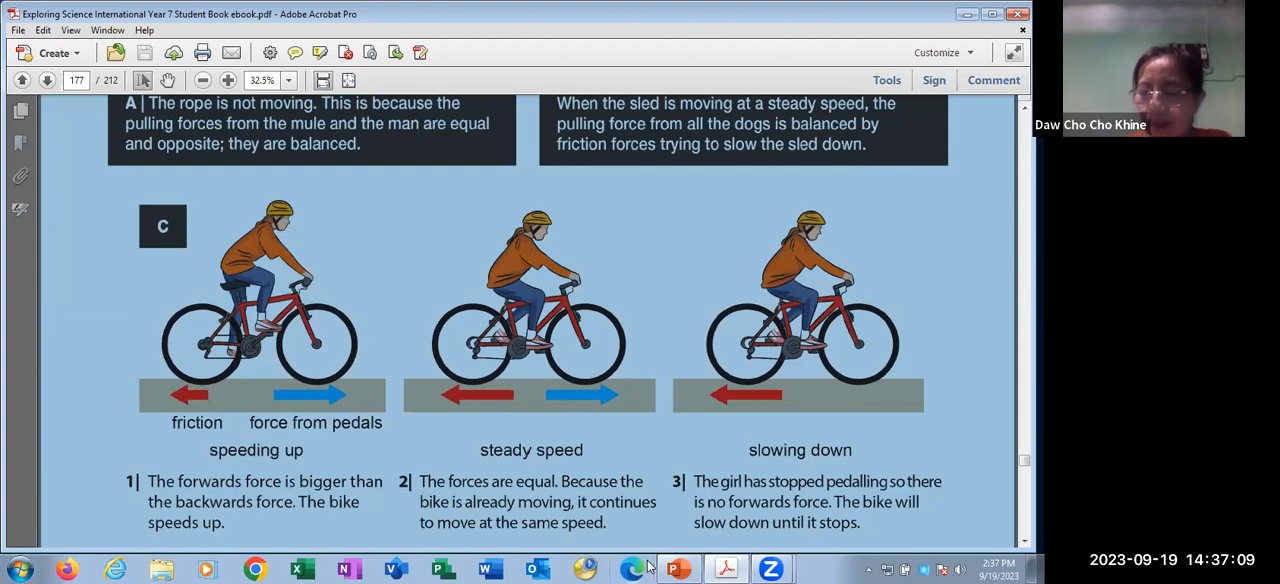 Exploring Science International Year 7 Student Book ebook.pdf - Adobe Acrobat Pro
File Edit View Window Help
Create
Customize
177 / 212
32.5%
Tools Sign Comment
A | The rope is not moving. This is because the
pulling forces from the mule and the man are equal
and opposite; they are balanced.
When the sled is moving at a steady speed, the
pulling force from all the dogs is balanced by
friction forces trying to slow the sled down.
C
friction force from pedals
speeding up
steady speed
slowing down
1| The forwards force is bigger than
the backwards force. The bike
speeds up.
2| The forces are equal. Because the
bike is already moving, it continues
to move at the same speed.
3| The girl has stopped pedalling so there
is no forwards force. The bike will
slow down until it stops.
Daw Cho Cho Khine
2:37 PM
9/19/2023
2023-09-19 14:37:09